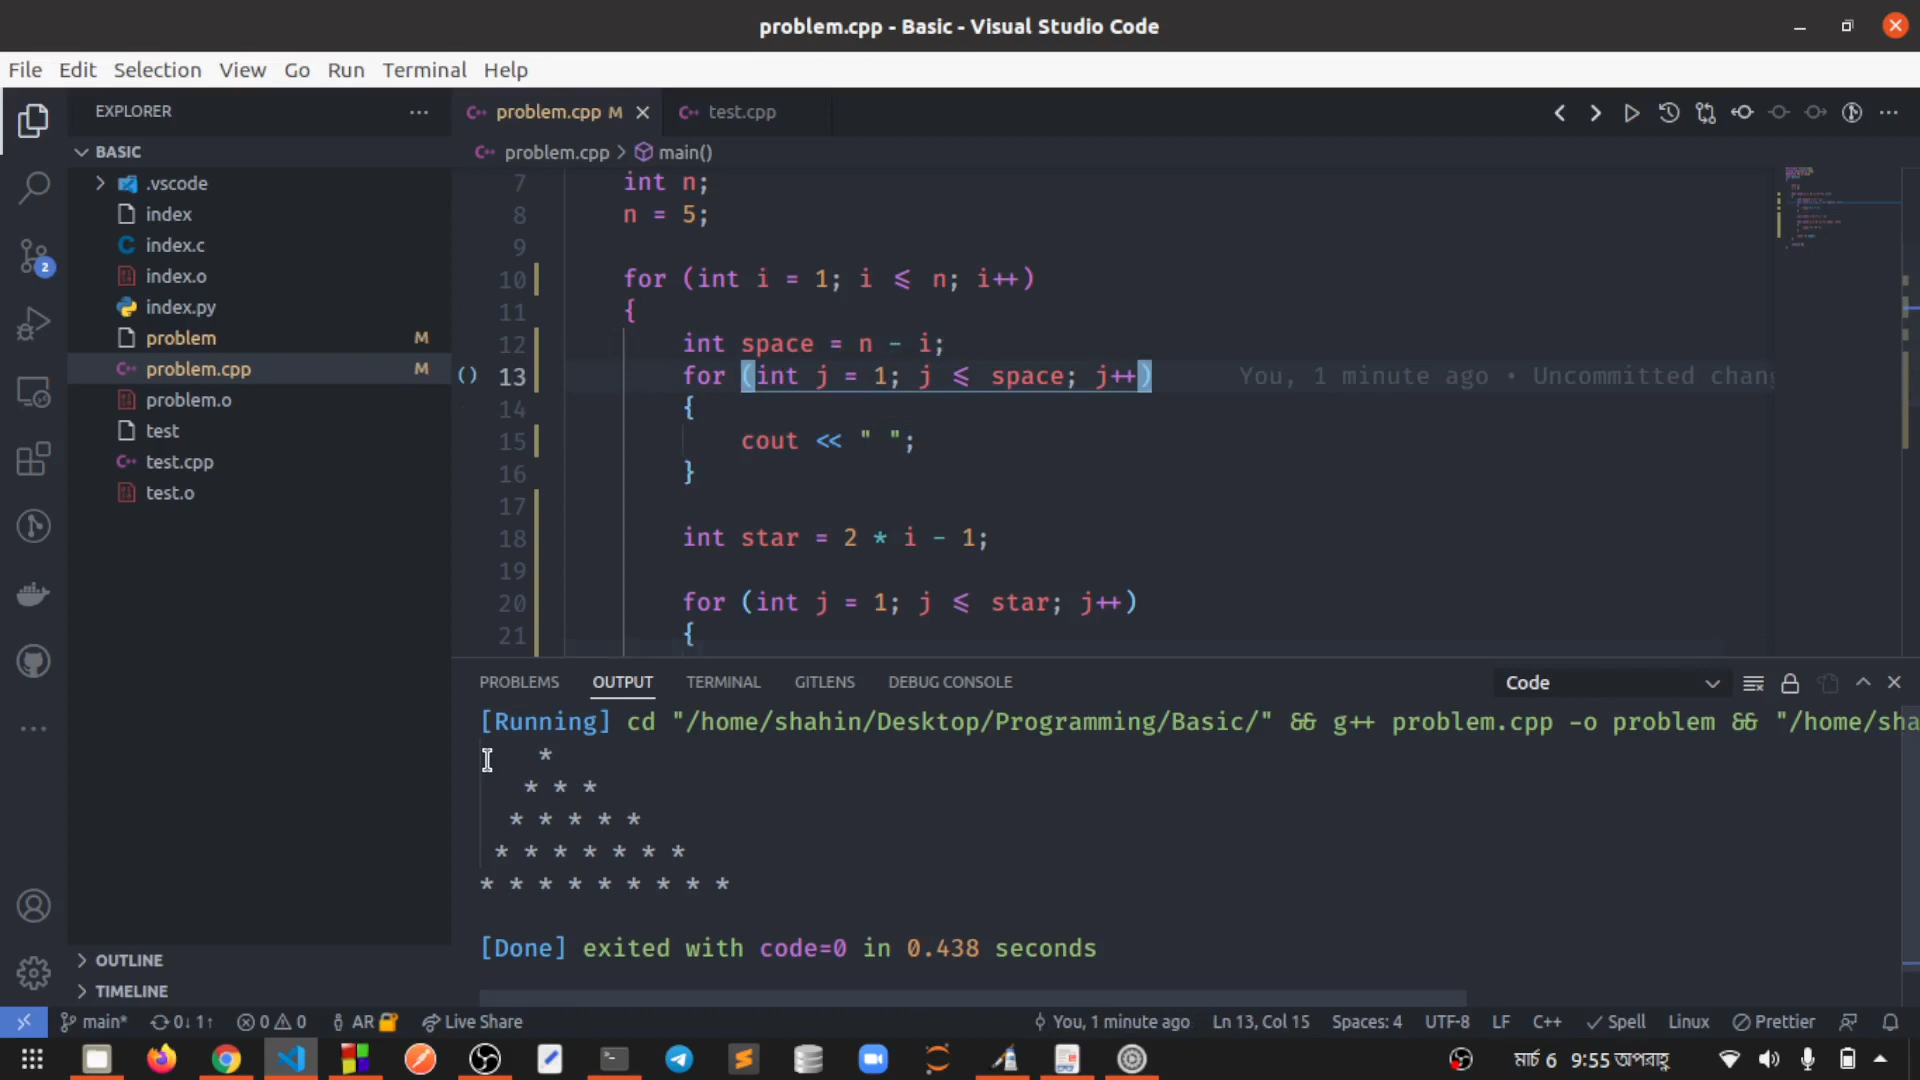 problem.cpp - Basic - Visual Studio Code
File Edit Selection View Go Run Terminal Help
EXPLORER
problem.cpp M
test.cpp
BASIC
problem.cpp > main()
.vscode
index
index.c
index.o
index.py
problem M
problem.cpp M
problem.o
test
test.cpp
test.o
2
7 int n;
8 n = 5;
9
10 for (int i = 1; i <= n; i++)
11 {
12 int space = n - i;
13 for (int j = 1; j <= space; j++) You, 1 minute ago • Uncommitted chan
14 {
15 cout << " ";
16 }
17
18 int star = 2 * i - 1;
19
20 for (int j = 1; j <= star; j++)
21 {
PROBLEMS OUTPUT TERMINAL GITLENS DEBUG CONSOLE Code
[Running] cd "/home/shahin/Desktop/Programming/Basic/" && g++ problem.cpp -o problem && "/home/sha
*
* * *
* * * * *
* * * * * * *
* * * * * * * * *
[Done] exited with code=0 in 0.438 seconds
OUTLINE
TIMELINE
main* 0↓ 1↑ 0 0 AR Live Share You, 1 minute ago Ln 13, Col 15 Spaces: 4 UTF-8 LF C++ Spell Linux Prettier
মার্চ 6 9:55 অপরাহ্ণ